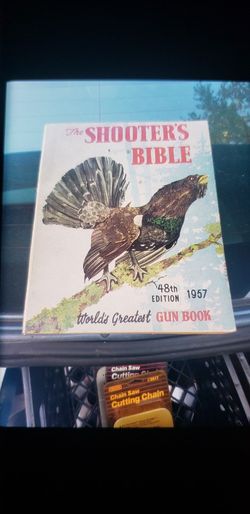 The SHOOTER'S
BIBLE
48th
EDITION 1957
World's Greatest GUN BOOK
Chain Saw
Cutting Chain
Chain Saw
Cutting Chain